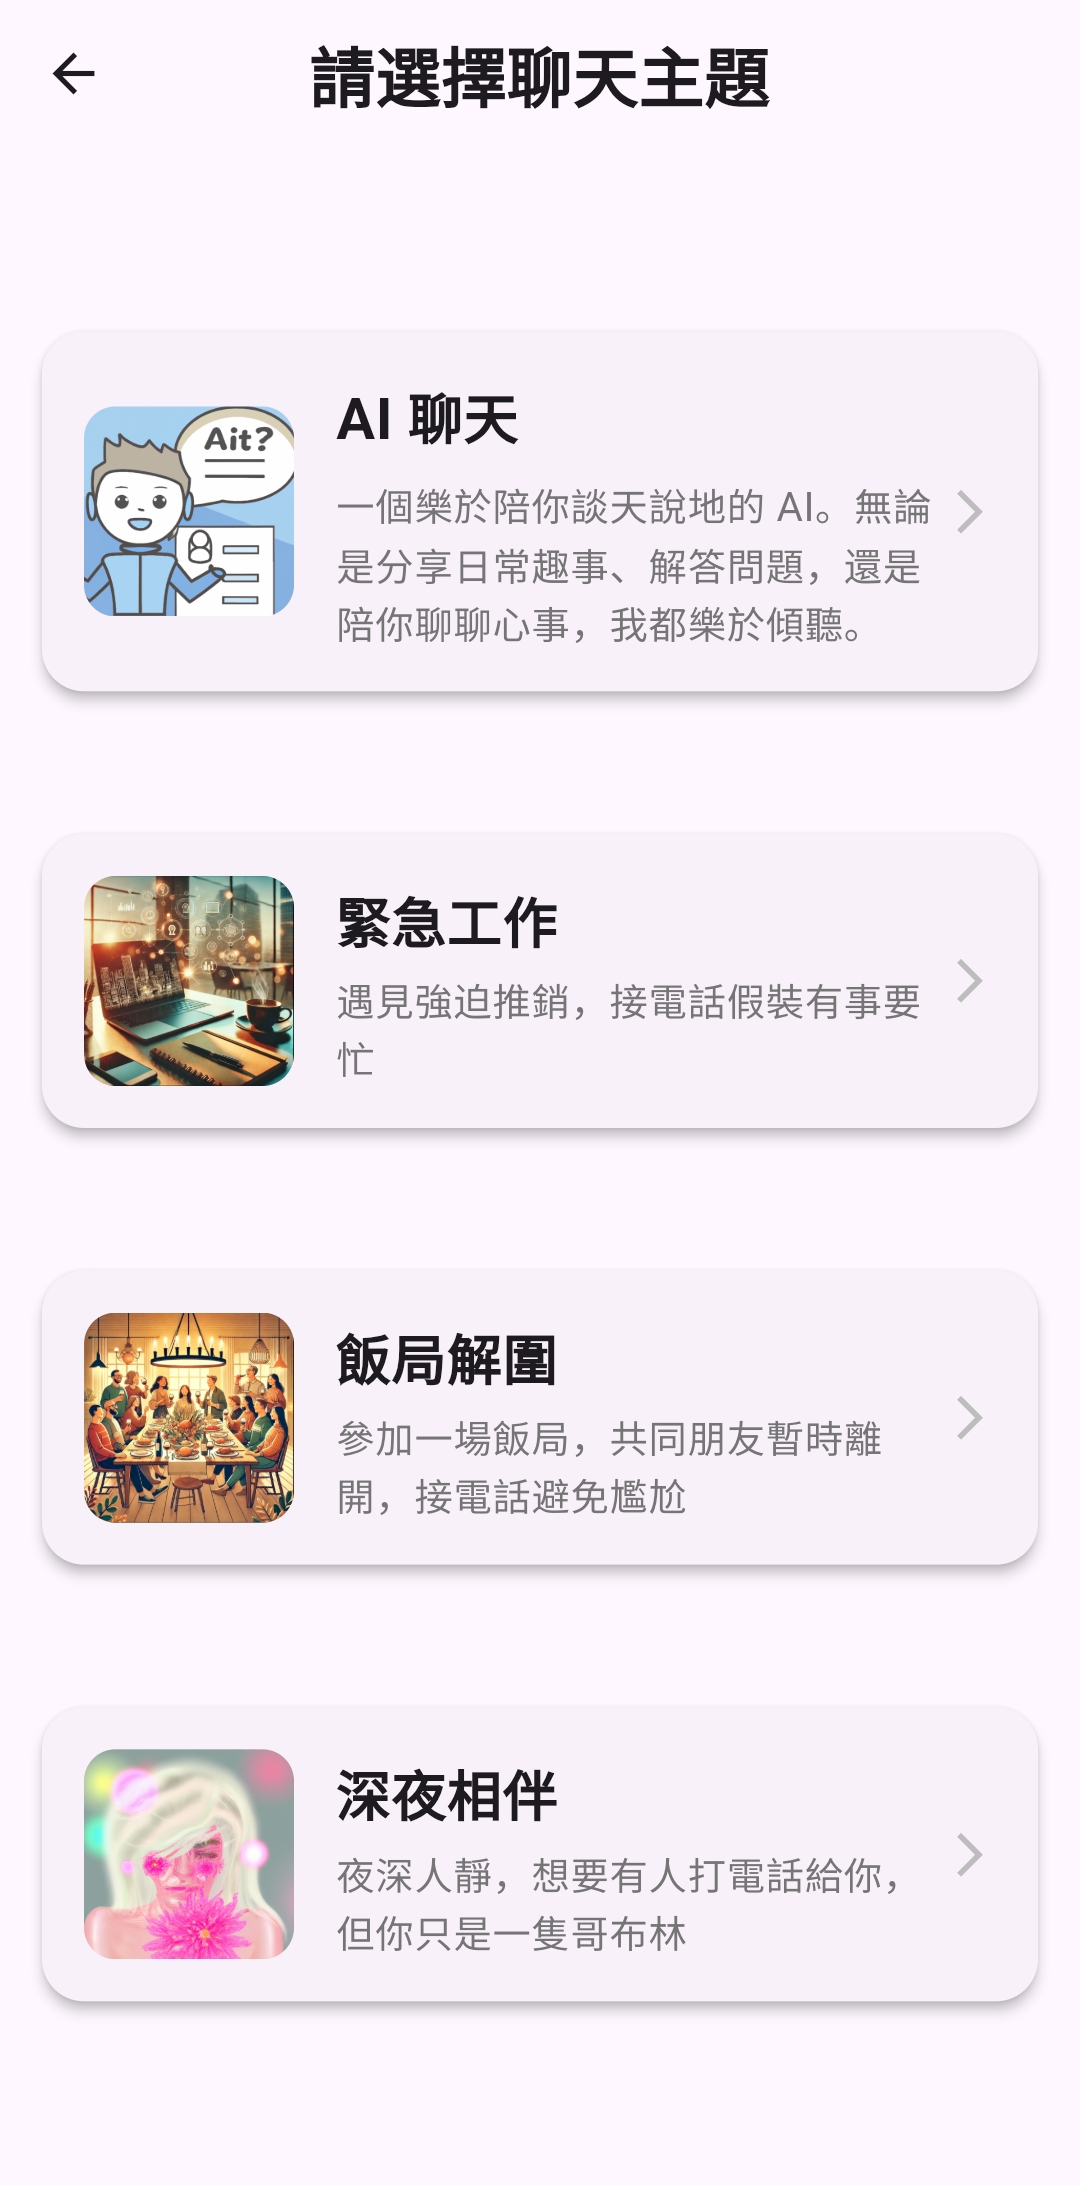 請選擇聊天主題
AI 聊天
Ait?
一個樂於陪你談天說地的 AI。無論
是分享日常趣事、解答問題，還是
陪你聊聊心事，我都樂於傾聽。
緊急工作
遇見強迫推銷，接電話假裝有事要
忙
飯局解圍
參加一場飯局，共同朋友暫時離
開，接電話避免尷尬
深夜相伴
夜深人靜，想要有人打電話給你，
但你只是一隻哥布林